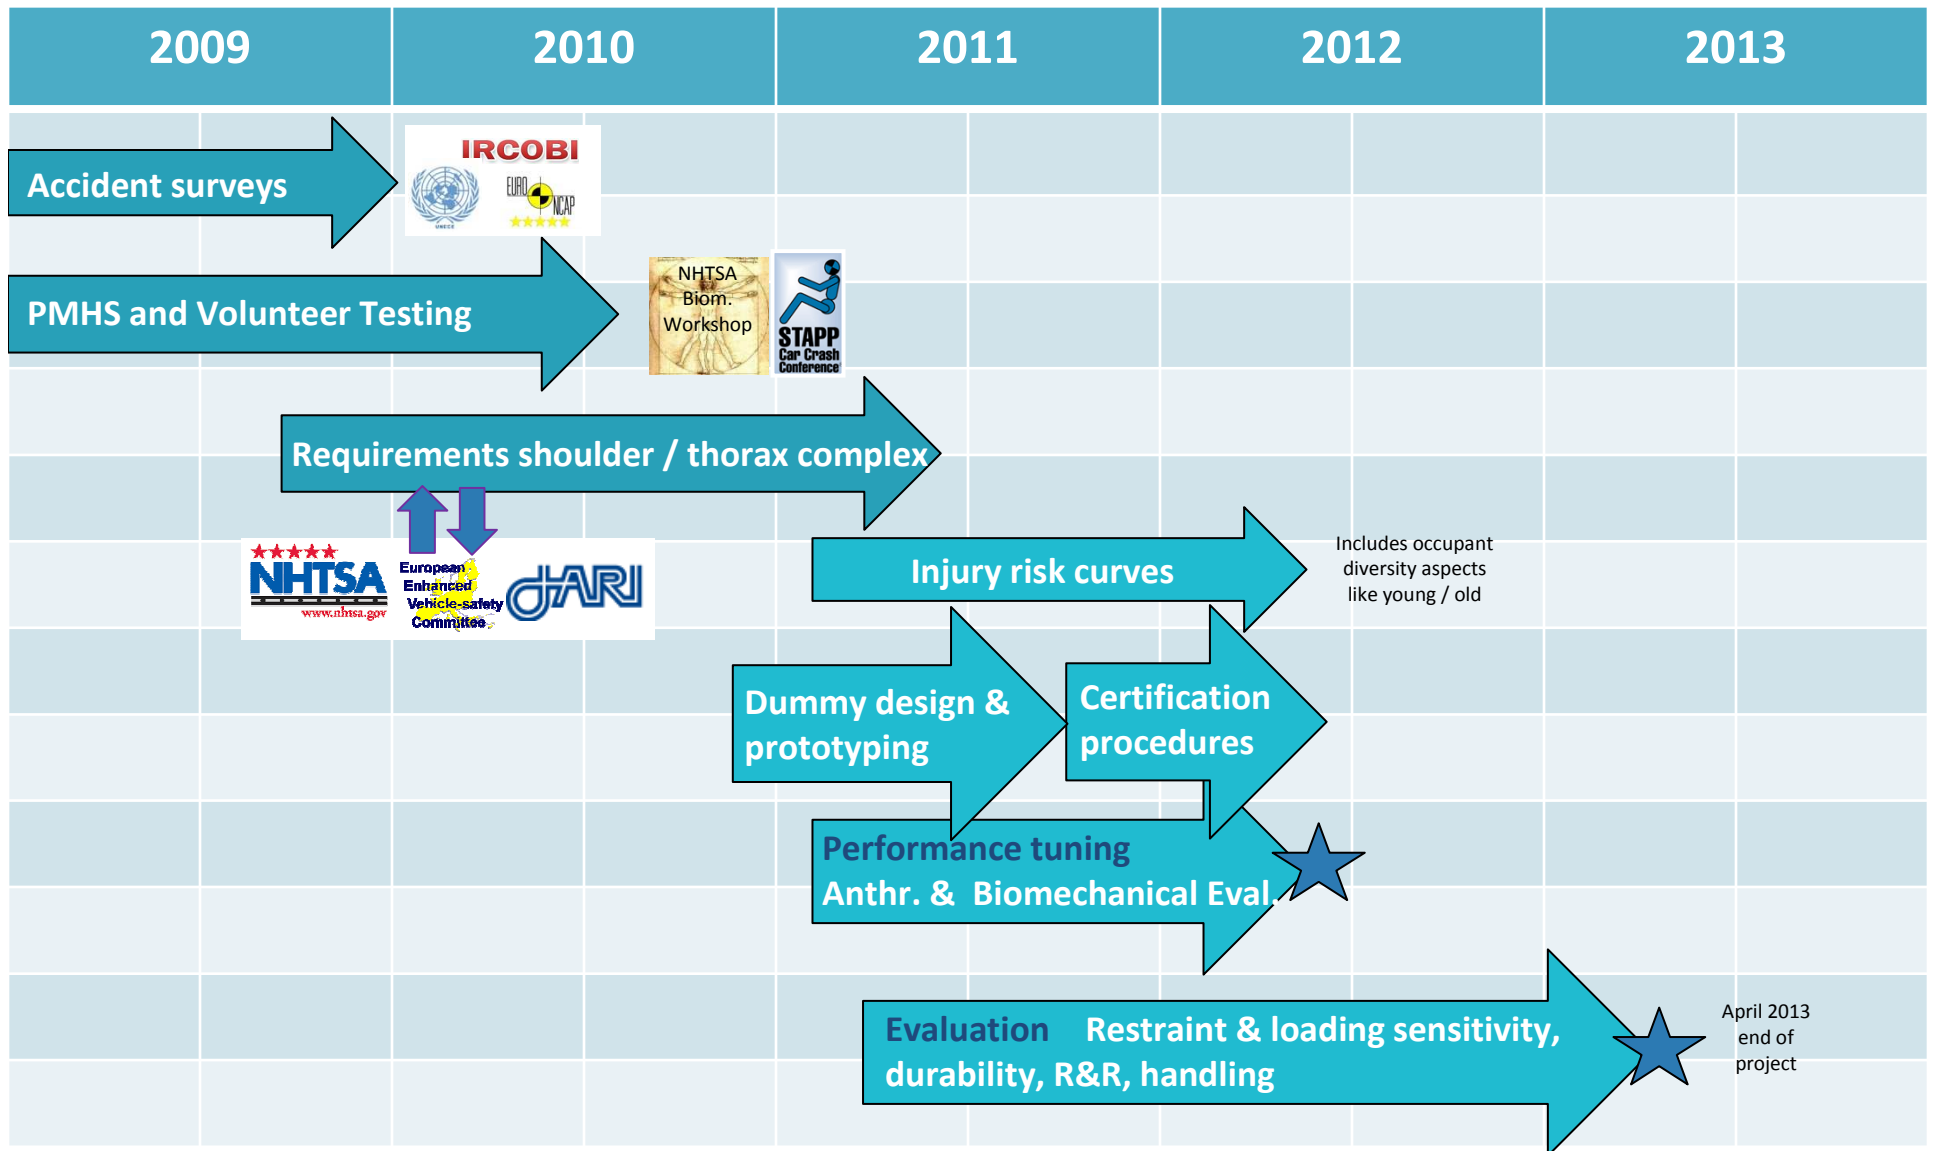 2009 2010 2011 2012 2013
Accident surveys
IRCOBI
UNECE
EURO
NCAP
PMHS and Volunteer Testing
NHTSA
Biom.
Workshop
STAPP
Car Crash
Conference
Requirements shoulder / thorax complex
NHTSA
www.nhtsa.gov
European
Enhanced
Vehicle-safety
Committee
JARI
Injury risk curves
Includes occupant
diversity aspects
like young / old
Dummy design &
prototyping
Certification
procedures
Performance tuning
Anthr. & Biomechanical Eval.
Evaluation Restraint & loading sensitivity,
durability, R&R, handling
April 2013
end of
project